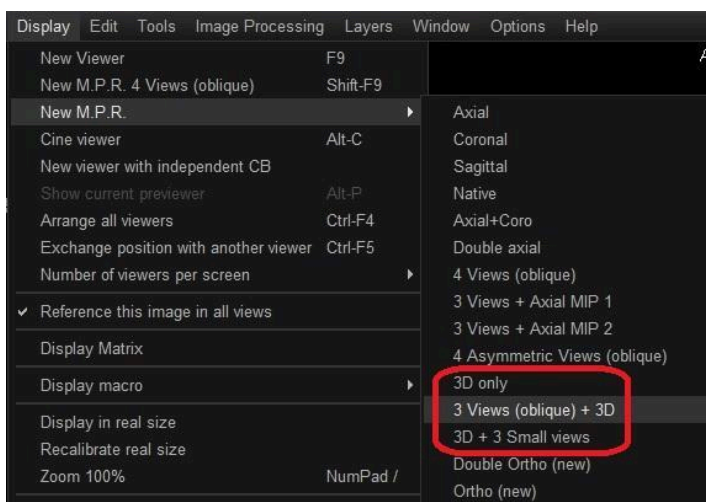 Display Edit Tools Image Processing Layers Window Options Help
New Viewer F9
New M.P.R. 4 Views (oblique) Shift-F9
New M.P.R.
Cine viewer Alt-C
New viewer with independent CB
Show current previewer Alt-P
Arrange all viewers Ctrl-F4
Exchange position with another viewer Ctrl-F5
Number of viewers per screen
Reference this image in all views
Display Matrix
Display macro
Display in real size
Recalibrate real size
Zoom 100% NumPad /
Axial
Coronal
Sagittal
Native
Axial+Coro
Double axial
4 Views (oblique)
3 Views + Axial MIP 1
3 Views + Axial MIP 2
4 Asymmetric Views (oblique)
3D only
3 Views (oblique) + 3D
3D + 3 Small views
Double Ortho (new)
Ortho (new)